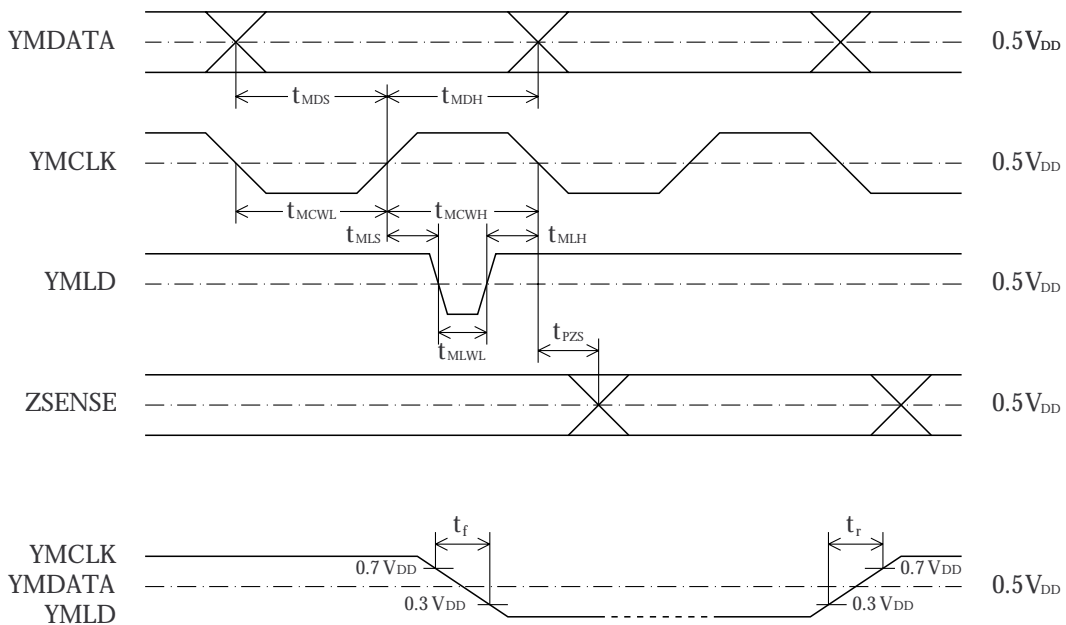 YMDATA 0.5VDD
tMDS tMDH
YMCLK 0.5VDD
tMCWL tMCWH
tMLS tMLH
YMLD 0.5VDD
tMLWL tPZS
ZSENSE 0.5VDD
tf tr
YMCLK
0.7 VDD 0.7 VDD
YMDATA 0.5VDD
0.3 VDD 0.3 VDD
YMLD